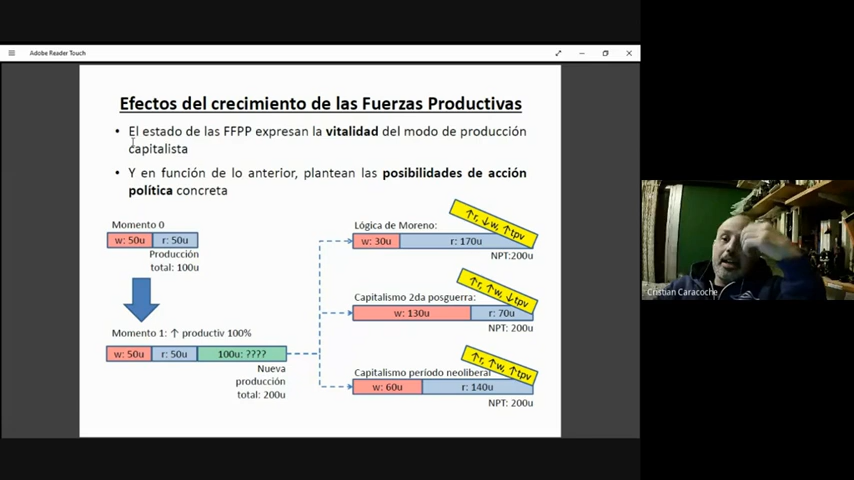 Adobe Reader Touch
Efectos del crecimiento de las Fuerzas Productivas
• El estado de las FFPP expresan la vitalidad del modo de producción
capitalista
• Y en función de lo anterior, plantean las posibilidades de acción
política concreta
Momento 0
w: 50u r: 50u
Producción
total: 100u
Momento 1: ↑ productiv 100%
w: 50u r: 50u 100u: ????
Nueva
producción
total: 200u
Lógica de Moreno:
↑r, ↓w, ↑tpv
w: 30u r: 170u
NPT:200u
Capitalismo 2da posguerra:
↑r, ↑w, ↓tpv
w: 130u r: 70u
NPT: 200u
Capitalismo período neoliberal
↑r, ↑w, ↑tpv
w: 60u r: 140u
NPT: 200u
Cristian Caracoche